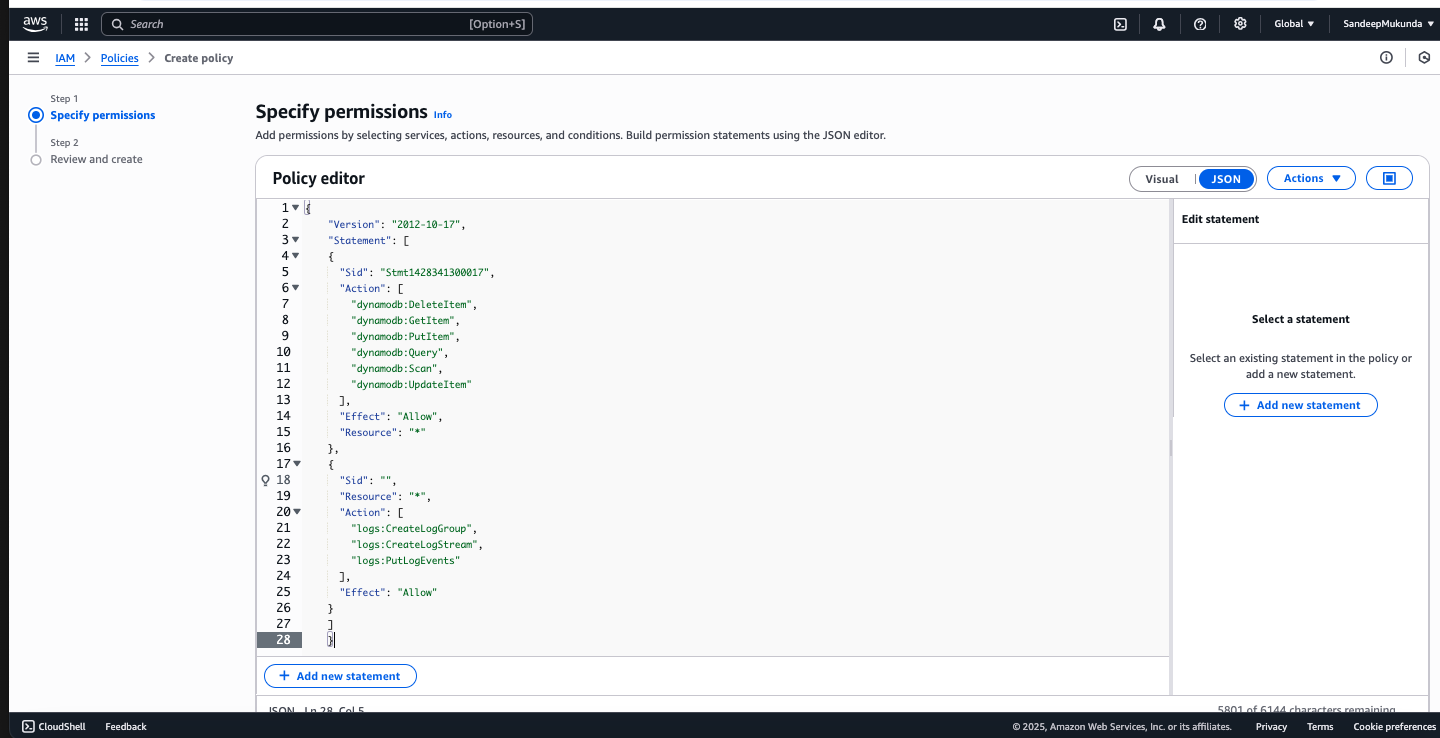 aws
Search [Option+S]
Global
SandeepMukunda
IAM > Policies > Create policy
Step 1
Specify permissions
Step 2
Review and create
Specify permissions Info
Add permissions by selecting services, actions, resources, and conditions. Build permission statements using the JSON editor.
Policy editor
Visual
JSON
Actions
1 {
2 "Version": "2012-10-17",
3 "Statement": [
4 {
5 "Sid": "Stmt1428341300017",
6 "Action": [
7 "dynamodb:DeleteItem",
8 "dynamodb:GetItem",
9 "dynamodb:PutItem",
10 "dynamodb:Query",
11 "dynamodb:Scan",
12 "dynamodb:UpdateItem"
13 ],
14 "Effect": "Allow",
15 "Resource": "*"
16 },
17 {
18 "Sid": "",
19 "Resource": "*",
20 "Action": [
21 "logs:CreateLogGroup",
22 "logs:CreateLogStream",
23 "logs:PutLogEvents"
24 ],
25 "Effect": "Allow"
26 }
27 ]
28 }
+ Add new statement
Edit statement
Select a statement
Select an existing statement in the policy or
add a new statement.
+ Add new statement
JSON Ln 28, Col 5
5801 of 6144 characters remaining
CloudShell
Feedback
© 2025, Amazon Web Services, Inc. or its affiliates.
Privacy
Terms
Cookie preferences